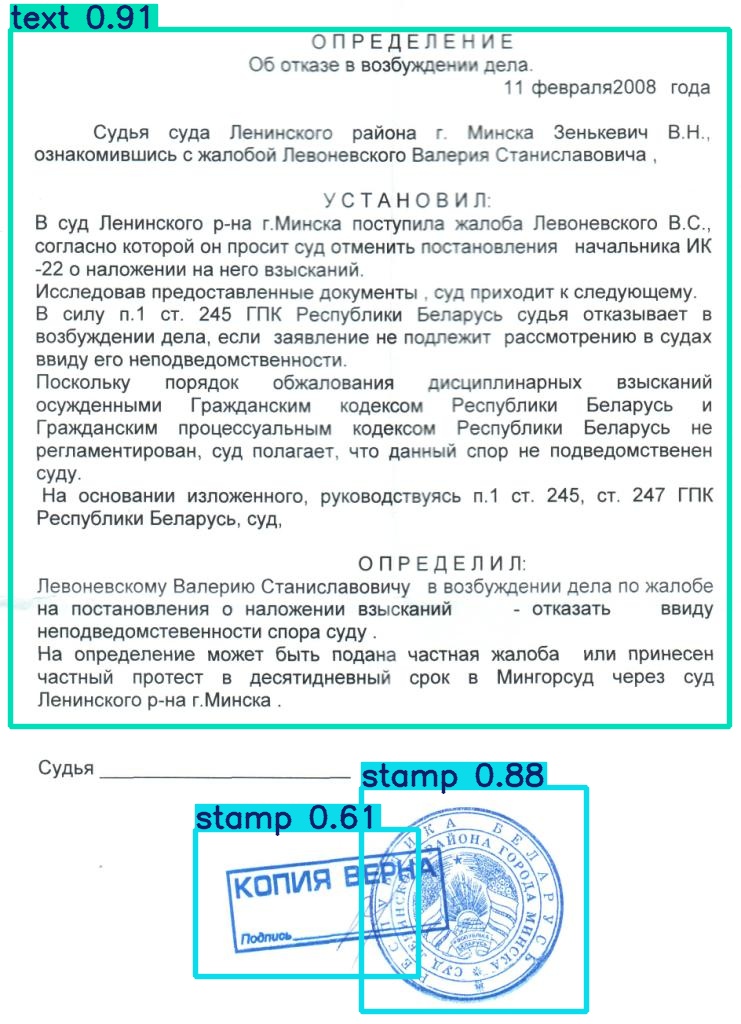 text 0.91
О П Р Е Д Е Л Е Н И Е
Об отказе в возбуждении дела.
11 февраля2008 года
Судья суда Ленинского района г. Минска Зенькевич В.Н.,
ознакомившись с жалобой Левоневского Валерия Станиславовича ,
У С Т А Н О В И Л:
В суд Ленинского р-на г.Минска поступила жалоба Левоневского В.С.,
согласно которой он просит суд отменить постановления начальника ИК
-22 о наложении на него взысканий.
Исследовав предоставленные документы , суд приходит к следующему.
В силу п.1 ст. 245 ГПК Республики Беларусь судья отказывает в
возбуждении дела, если заявление не подлежит рассмотрению в судах
ввиду его неподведомственности.
Поскольку порядок обжалования дисциплинарных взысканий
осужденными Гражданским кодексом Республики Беларусь и
Гражданским процессуальным кодексом Республики Беларусь не
регламентирован, суд полагает, что данный спор не подведомственен
суду.
На основании изложенного, руководствуясь п.1 ст. 245, ст. 247 ГПК
Республики Беларусь, суд,
О П Р Е Д Е Л И Л:
Левоневскому Валерию Станиславовичу в возбуждении дела по жалобе
на постановления о наложении взысканий - отказать ввиду
неподведомстевенности спора суду .
На определение может быть подана частная жалоба или принесен
частный протест в десятидневный срок в Мингорсуд через суд
Ленинского р-на г.Минска .
Судья
stamp 0.88
stamp 0.61
КОПИЯ ВЕРНА
Подпись
РЕСПУБЛИКА БЕЛАРУСЬ
СУД ЛЕНИНСКОГО РАЙОНА ГОРОДА МИНСКА